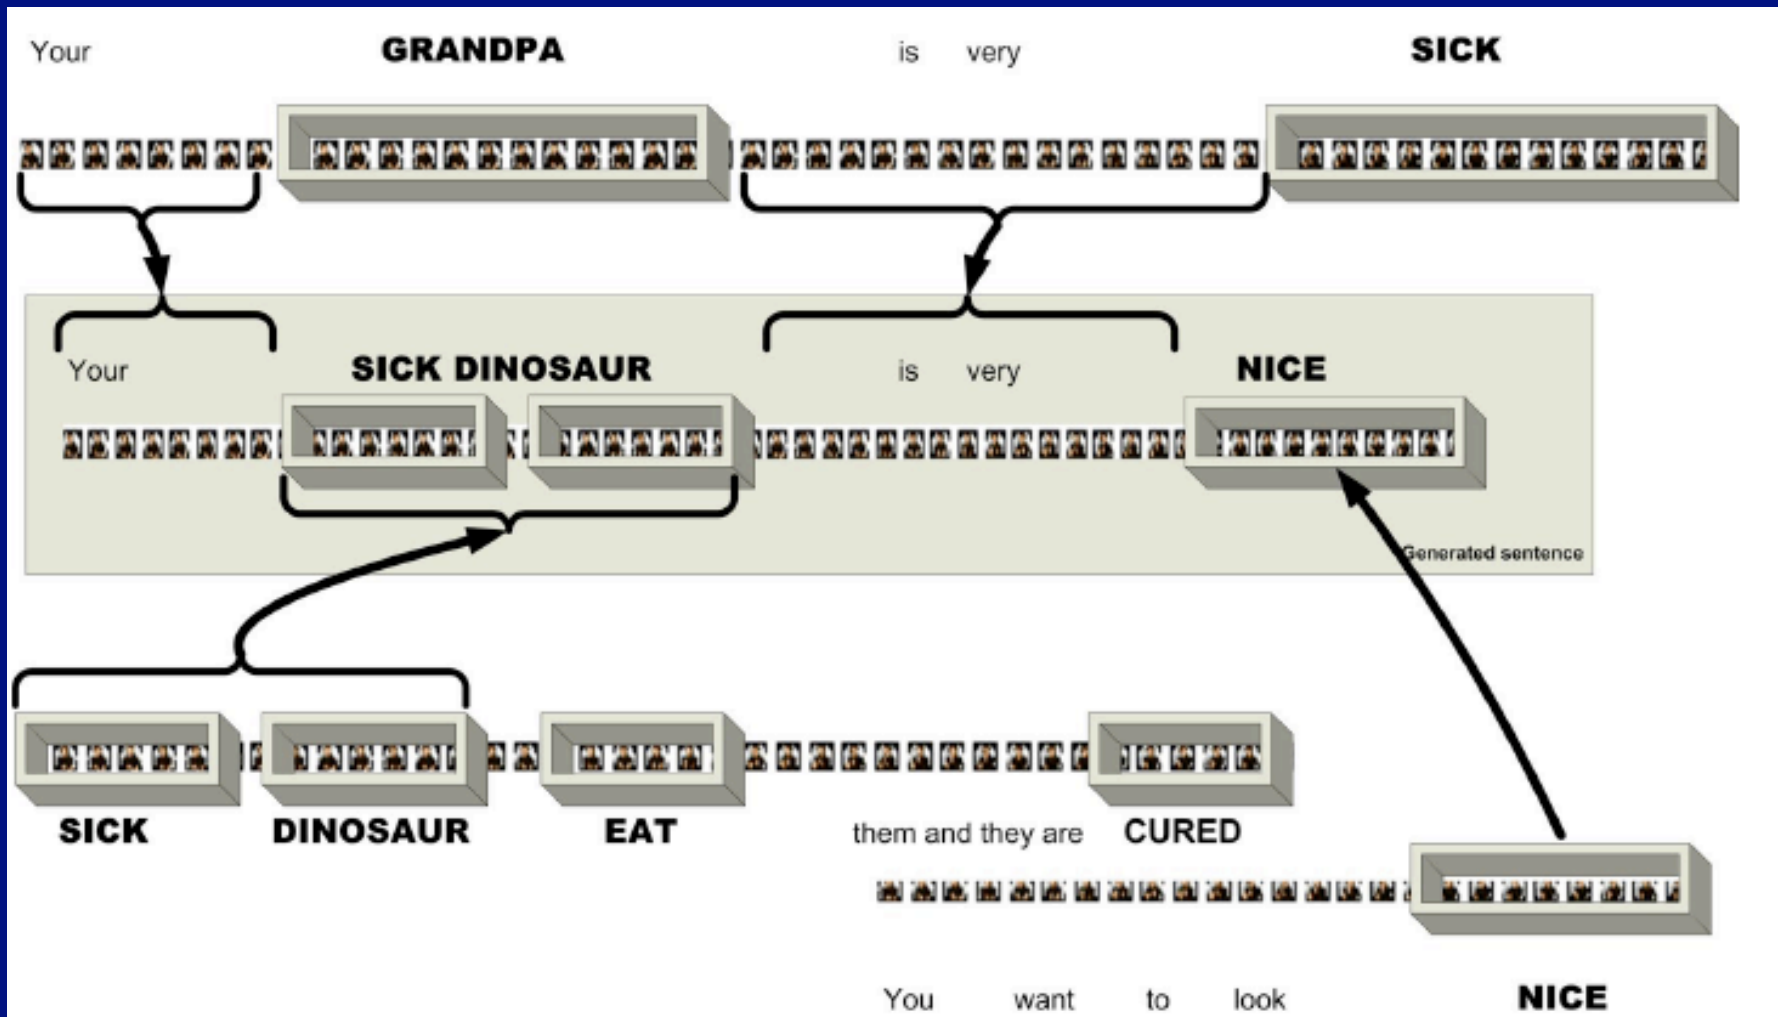 Your GRANDPA is very SICK
Your SICK DINOSAUR is very NICE
Generated sentence
SICK DINOSAUR EAT them and they are CURED
You want to look NICE